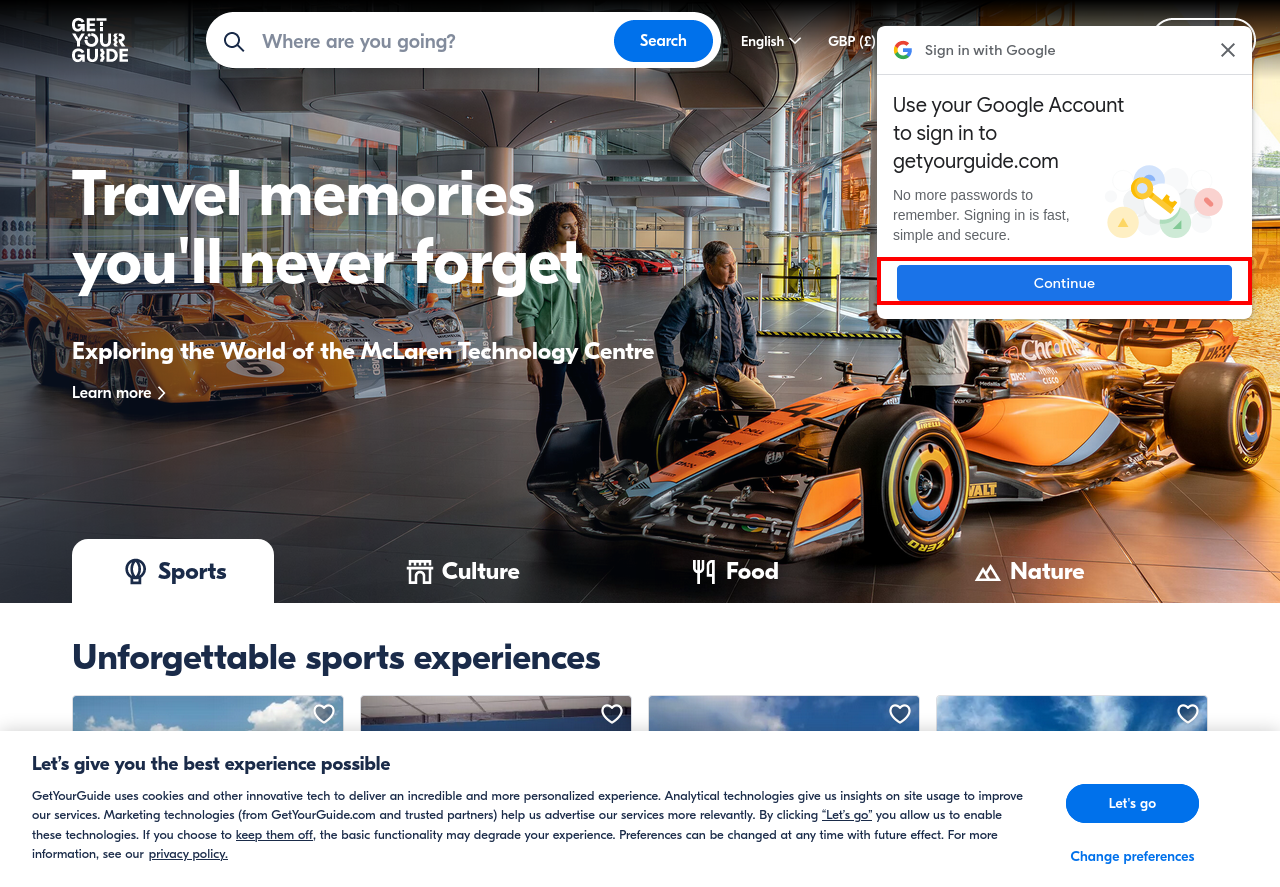 GET
YOUR
GUIDE
Where are you going?
Search
English
GBP (£)
Sign in with Google
Use your Google Account
to sign in to
getyourguide.com
No more passwords to
remember. Signing in is fast,
simple and secure.
Continue
Travel memories
you'll never forget
Exploring the World of the McLaren Technology Centre
Learn more
Sports
Culture
Food
Nature
Unforgettable sports experiences
Let's give you the best experience possible
GetYourGuide uses cookies and other innovative tech to deliver an incredible and more personalized experience. Analytical technologies give us insights on site usage to improve
our services. Marketing technologies (from GetYourGuide.com and trusted partners) help us advertise our services more relevantly. By clicking “Let's go” you allow us to enable
these technologies. If you choose to keep them off, the basic functionality may degrade your experience. Preferences can be changed at any time with future effect. For more
information, see our privacy policy.
Let's go
Change preferences